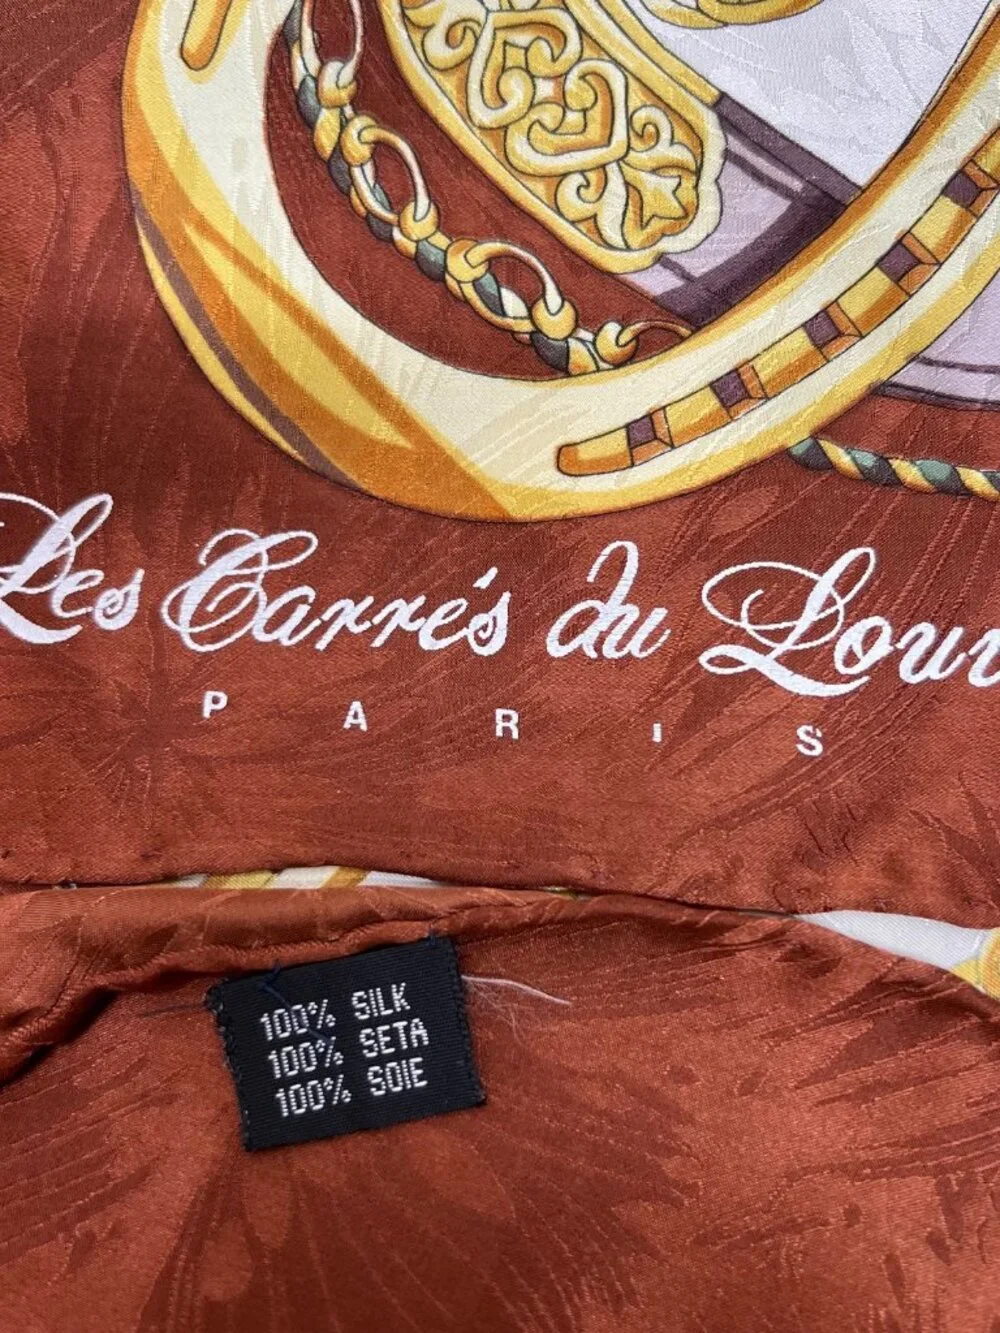 Les Carrés du Louv
PARIS
100% SILK
100% SETA
100% SOIE